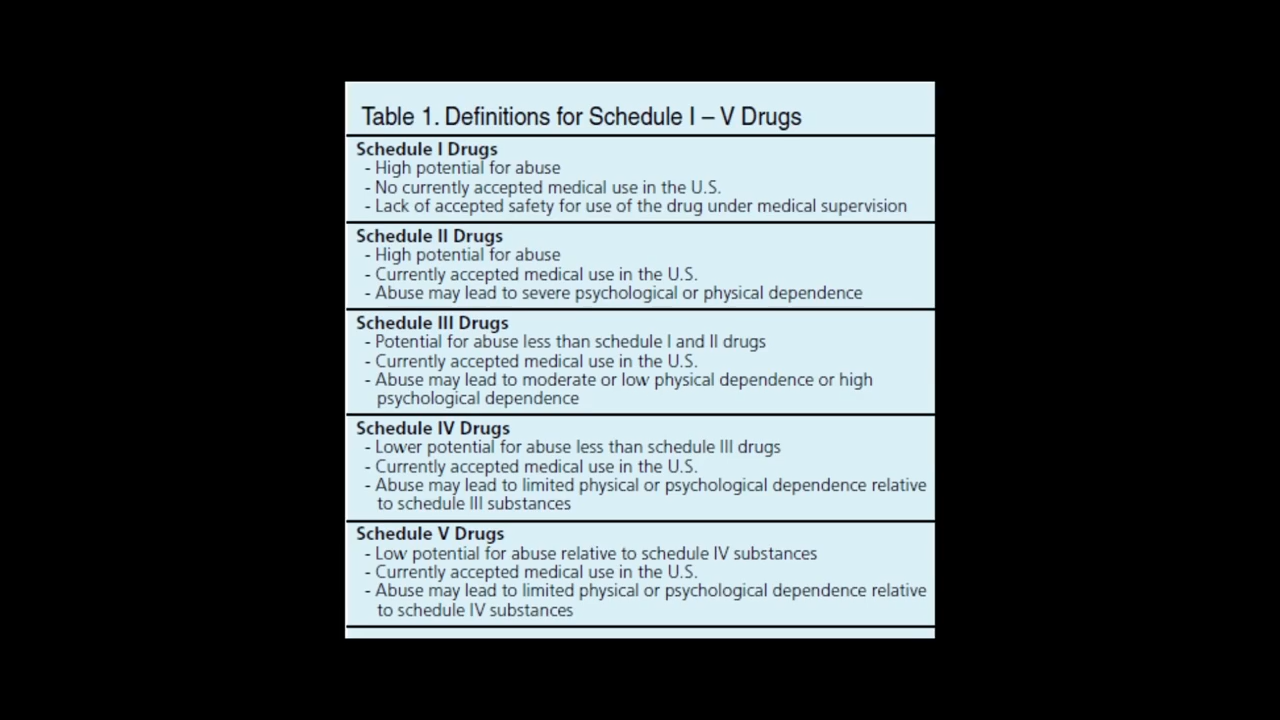 Table 1. Definitions for Schedule I – V Drugs
Schedule I Drugs
- High potential for abuse
- No currently accepted medical use in the U.S.
- Lack of accepted safety for use of the drug under medical supervision
Schedule II Drugs
- High potential for abuse
- Currently accepted medical use in the U.S.
- Abuse may lead to severe psychological or physical dependence
Schedule III Drugs
- Potential for abuse less than schedule I and II drugs
- Currently accepted medical use in the U.S.
- Abuse may lead to moderate or low physical dependence or high
psychological dependence
Schedule IV Drugs
- Lower potential for abuse less than schedule III drugs
- Currently accepted medical use in the U.S.
- Abuse may lead to limited physical or psychological dependence relative
to schedule III substances
Schedule V Drugs
- Low potential for abuse relative to schedule IV substances
- Currently accepted medical use in the U.S.
- Abuse may lead to limited physical or psychological dependence relative
to schedule IV substances